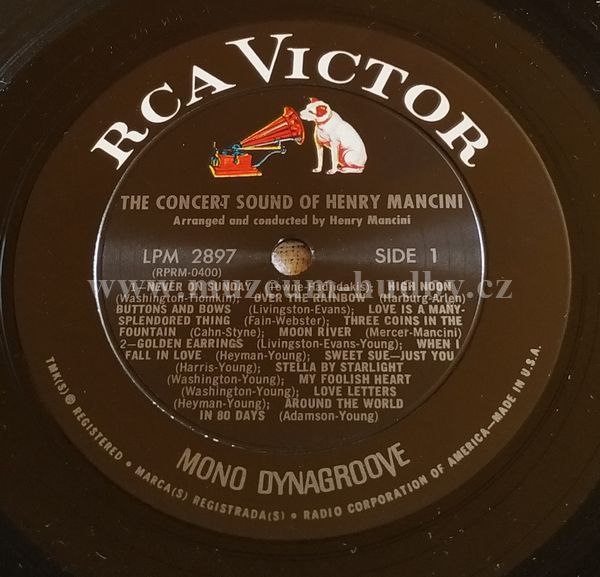 RCA VICTOR
THE CONCERT SOUND OF HENRY MANCINI
Arranged and conducted by Henry Mancini
LPM 2897 SIDE 1
(RPRM-0400)
1—NEVER ON SUNDAY (Towne-Hadjidakis); HIGH NOON
(Washington-Tiomkin); OVER THE RAINBOW (Harburg-Arlen)
BUTTONS AND BOWS (Livingston-Evans); LOVE IS A MANY-
SPLENDORED THING (Fain-Webster); THREE COINS IN THE
FOUNTAIN (Cahn-Styne); MOON RIVER (Mercer-Mancini)
2—GOLDEN EARRINGS (Livingston-Evans-Young); WHEN I
FALL IN LOVE (Heyman-Young); SWEET SUE—JUST YOU
(Harris-Young); STELLA BY STARLIGHT
(Washington-Young); MY FOOLISH HEART
(Washington-Young); LOVE LETTERS
(Heyman-Young); AROUND THE WORLD
IN 80 DAYS (Adamson-Young)
MONO DYNAGROOVE
TMK(S) ® REGISTERED • MARCA(S) REGISTRADA(S) • RADIO CORPORATION OF AMERICA—MADE IN U.S.A.
www.muzeum-hudby.cz